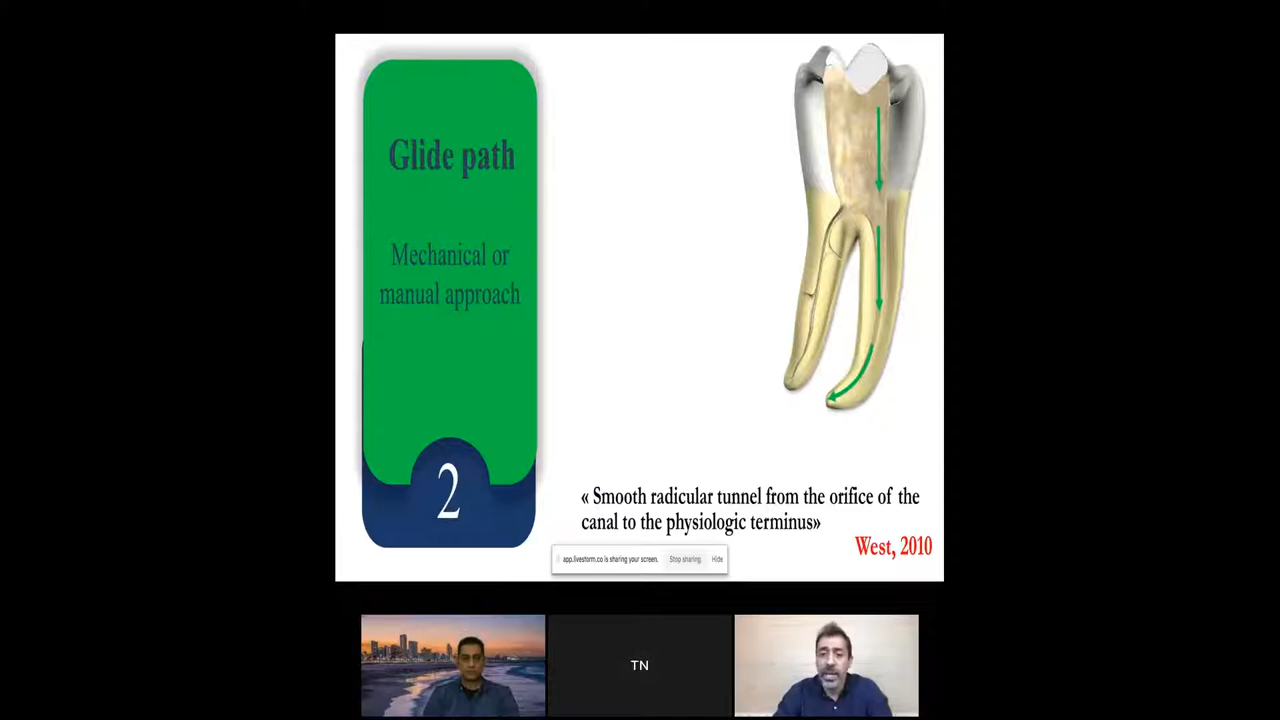 Glide path
Mechanical or
manual approach
2
« Smooth radicular tunnel from the orifice of the
canal to the physiologic terminus»
West, 2010
app.livestorm.co is sharing your screen. Stop sharing Hide
TN